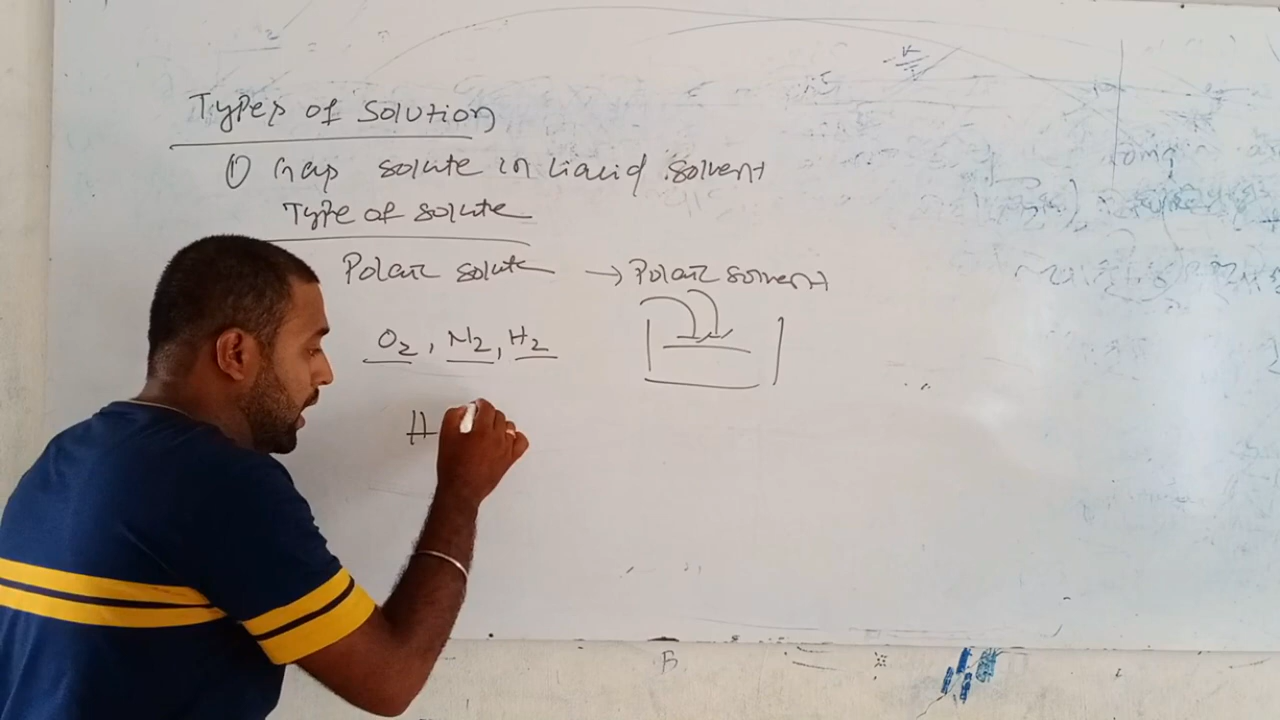 Types of Solution
① Gas solute in Liquid solvent
Type of solute
Polar solute → Polar solvent
O₂, N₂, H₂
H